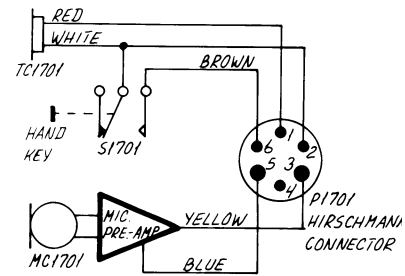 RED
WHITE
TC1701
BROWN
HAND
KEY
S1701
6
1
2
5
3
4
P1701
HIRSCHMANN
CONNECTOR
MIC.
PRE-AMP
YELLOW
MC1701
BLUE